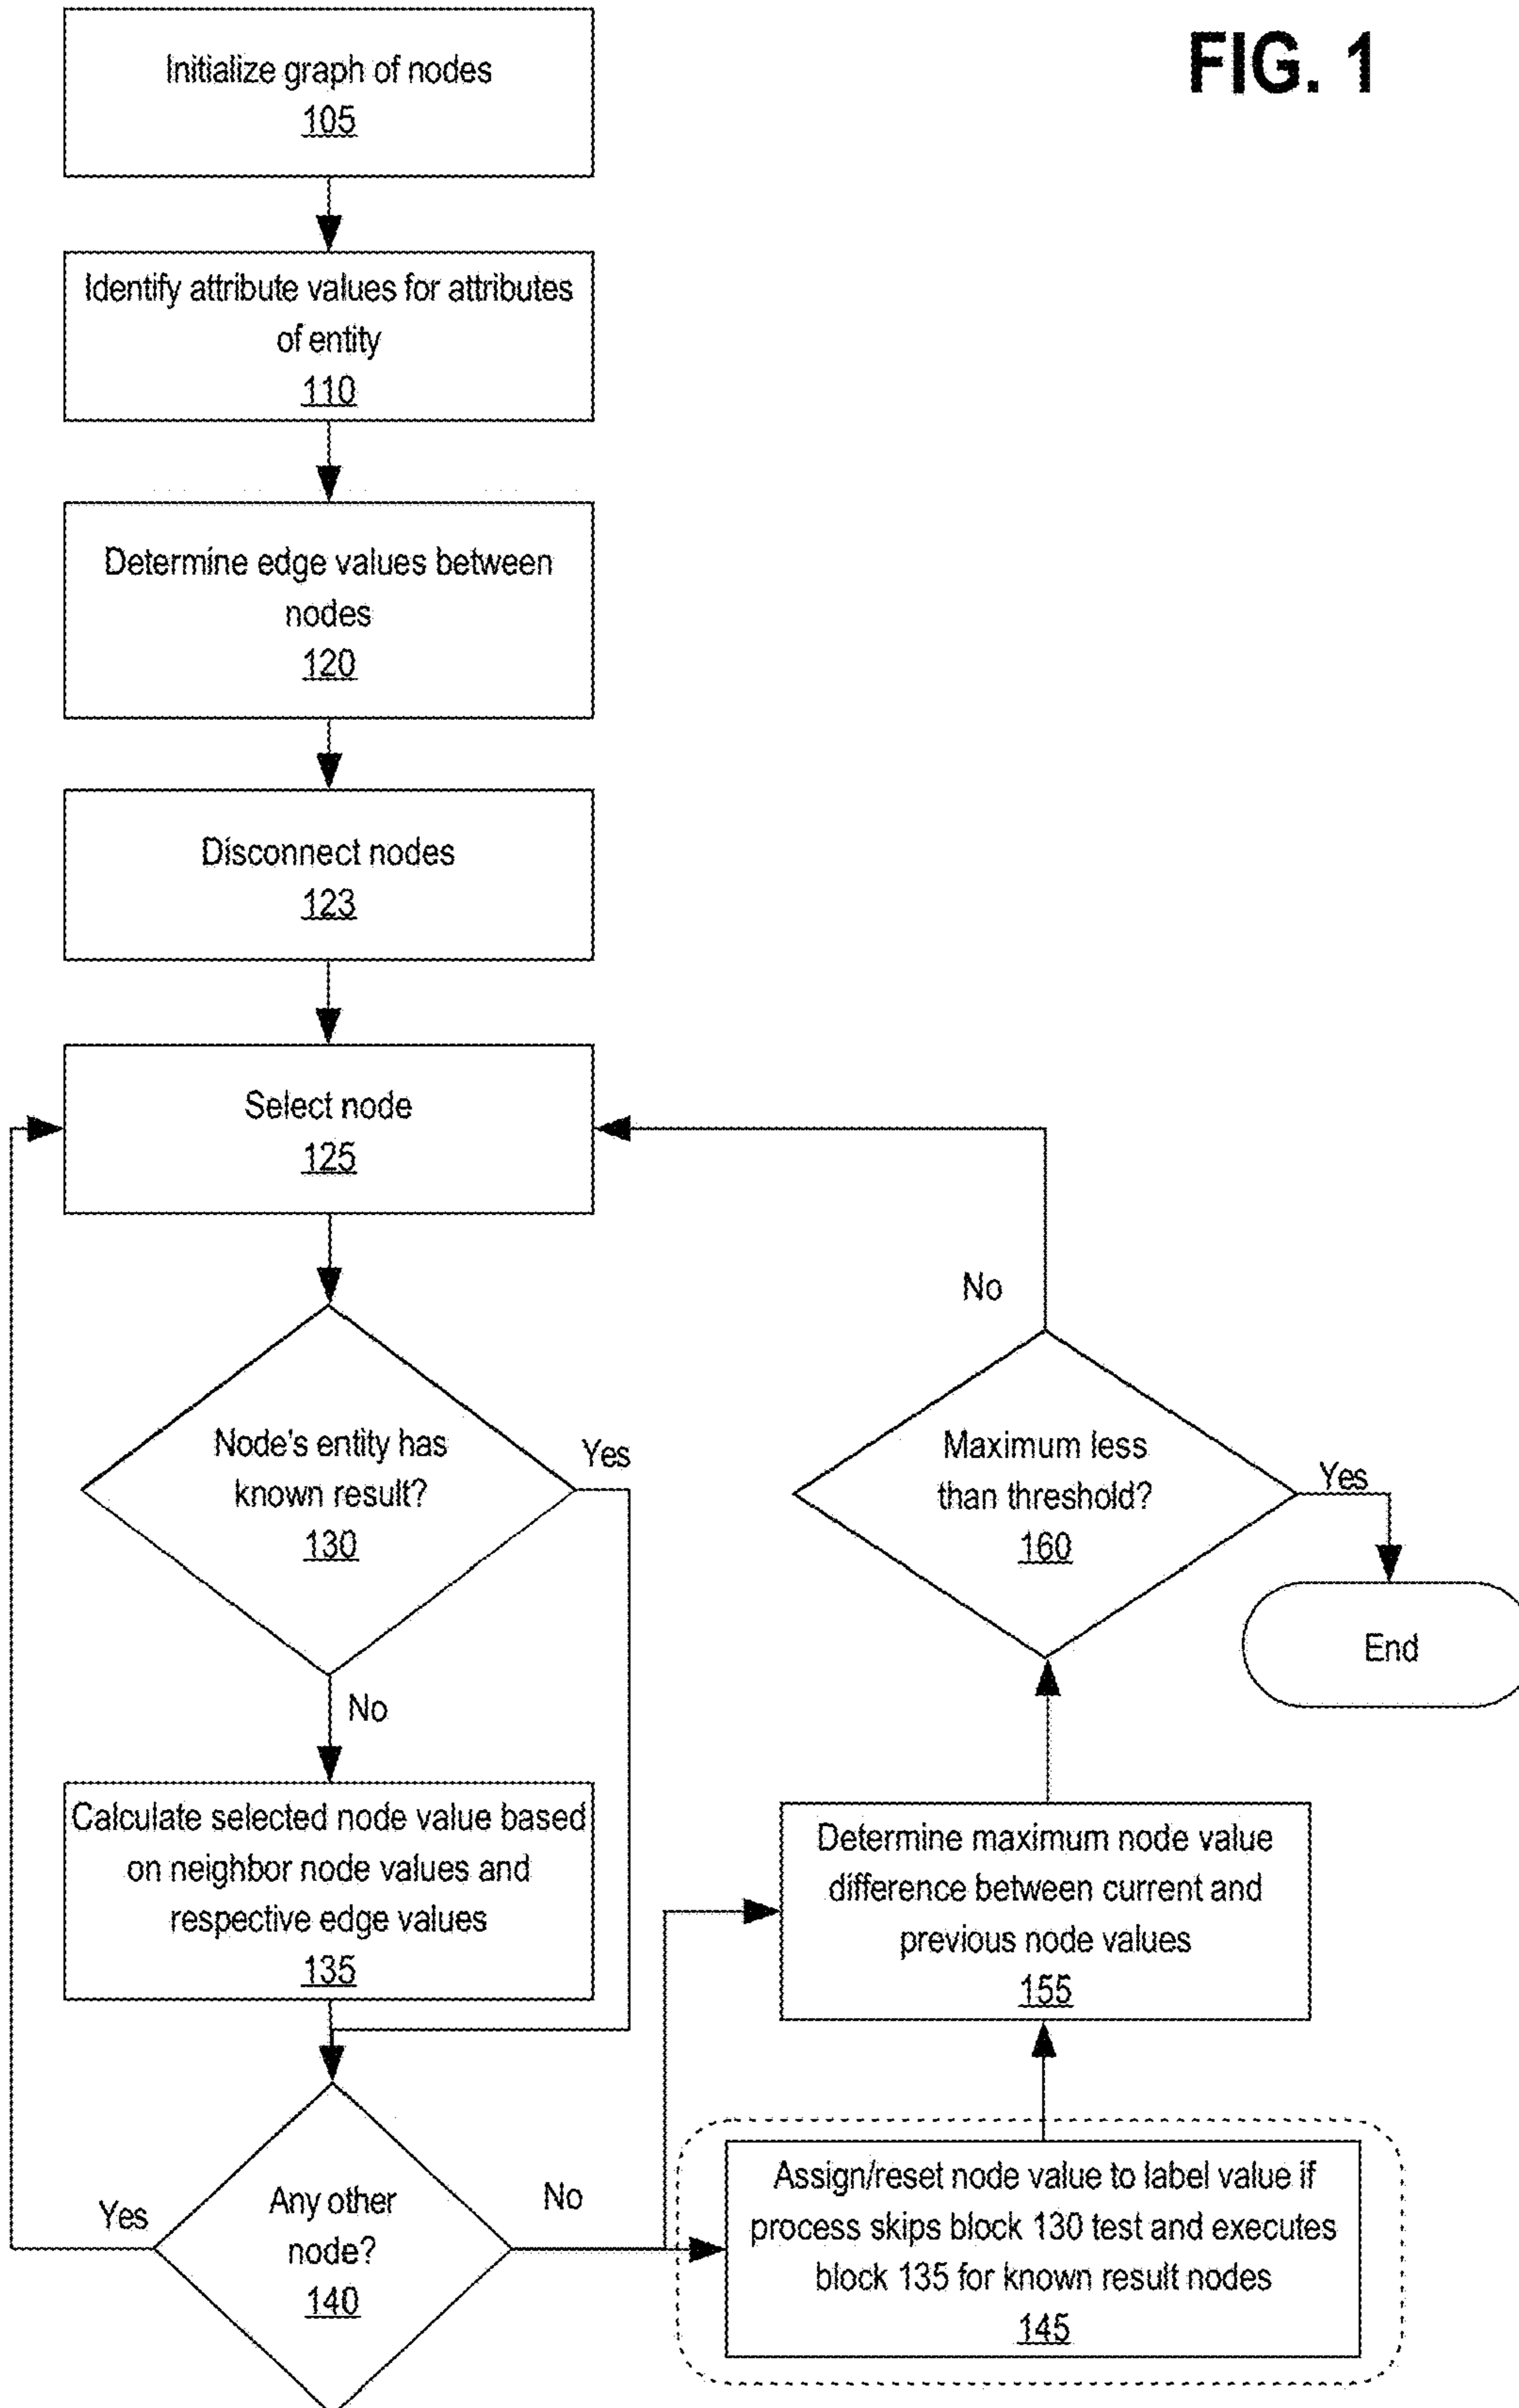 FIG. 1
Initialize graph of nodes
105
Identify attribute values for attributes
of entity
110
Determine edge values between
nodes
120
Disconnect nodes
123
Select node
125
Node's entity has
known result?
130
Yes
No
Calculate selected node value based
on neighbor node values and
respective edge values
135
Any other
node?
140
Yes
No
Assign/reset node value to label value if
process skips block 130 test and executes
block 135 for known result nodes
145
Determine maximum node value
difference between current and
previous node values
155
Maximum less
than threshold?
160
No
Yes
End